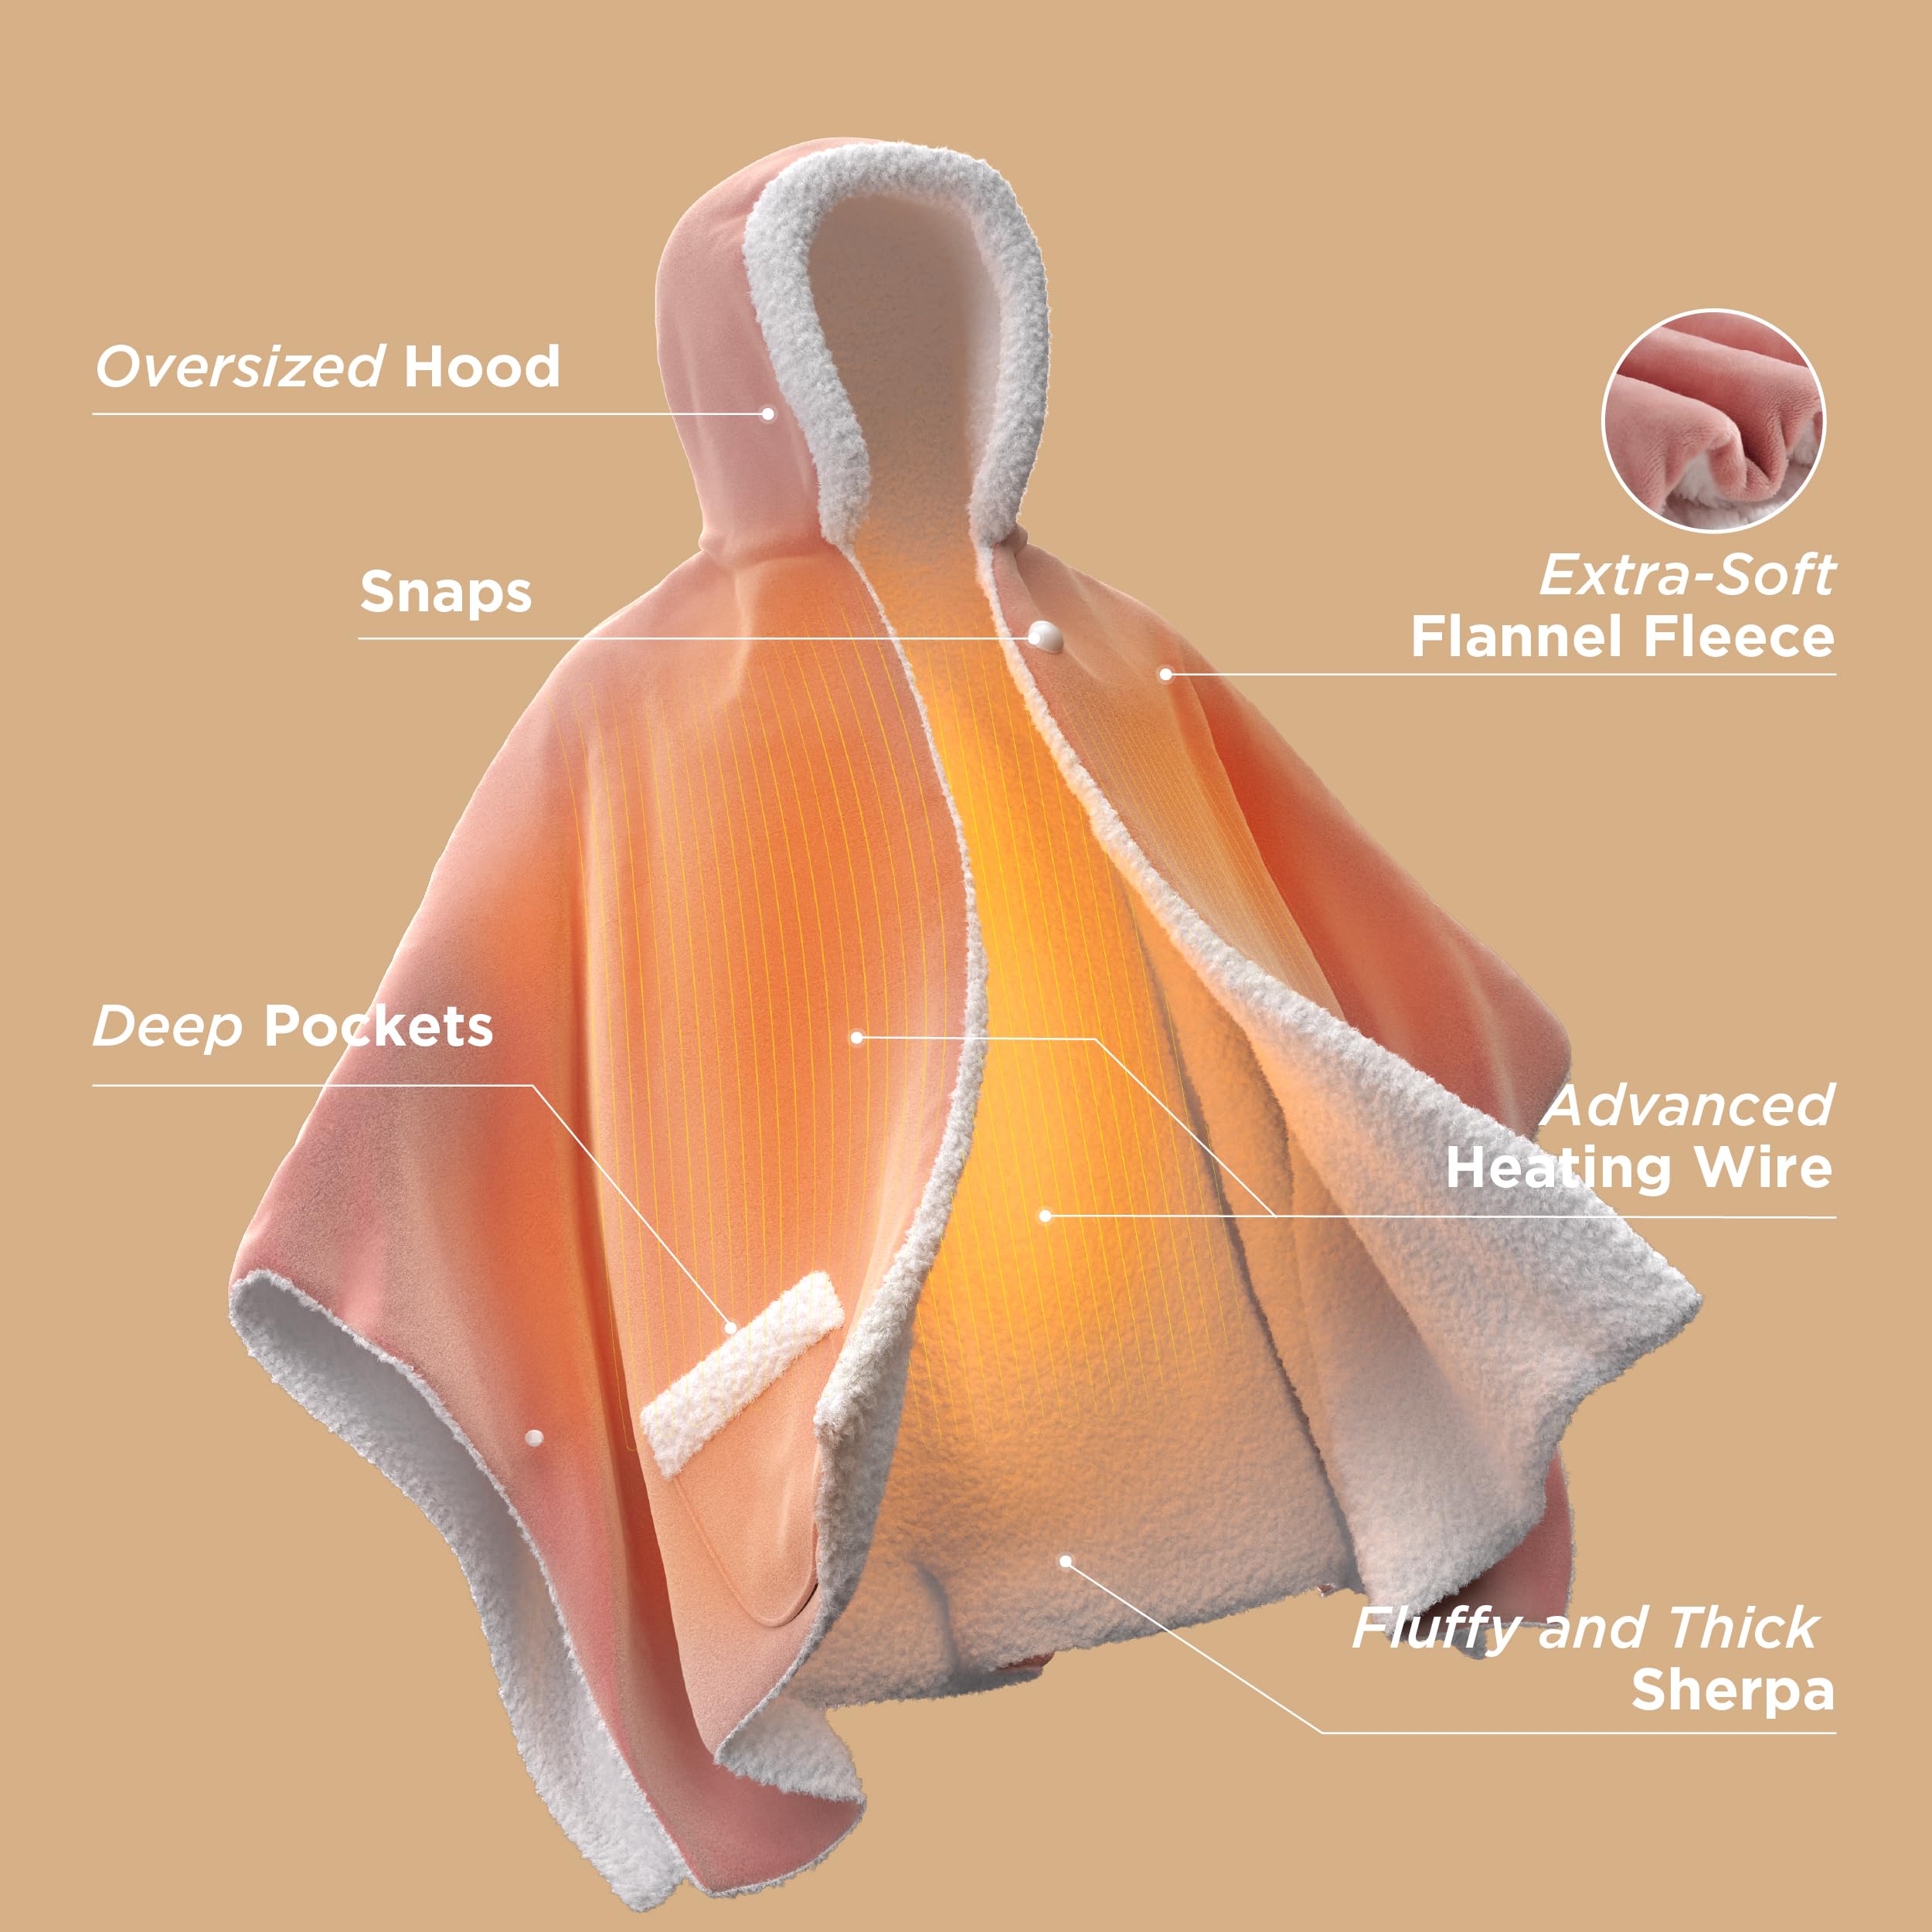 Oversized Hood
Snaps
Extra-Soft
Flannel Fleece
Deep Pockets
Advanced
Heating Wire
Fluffy and Thick
Sherpa